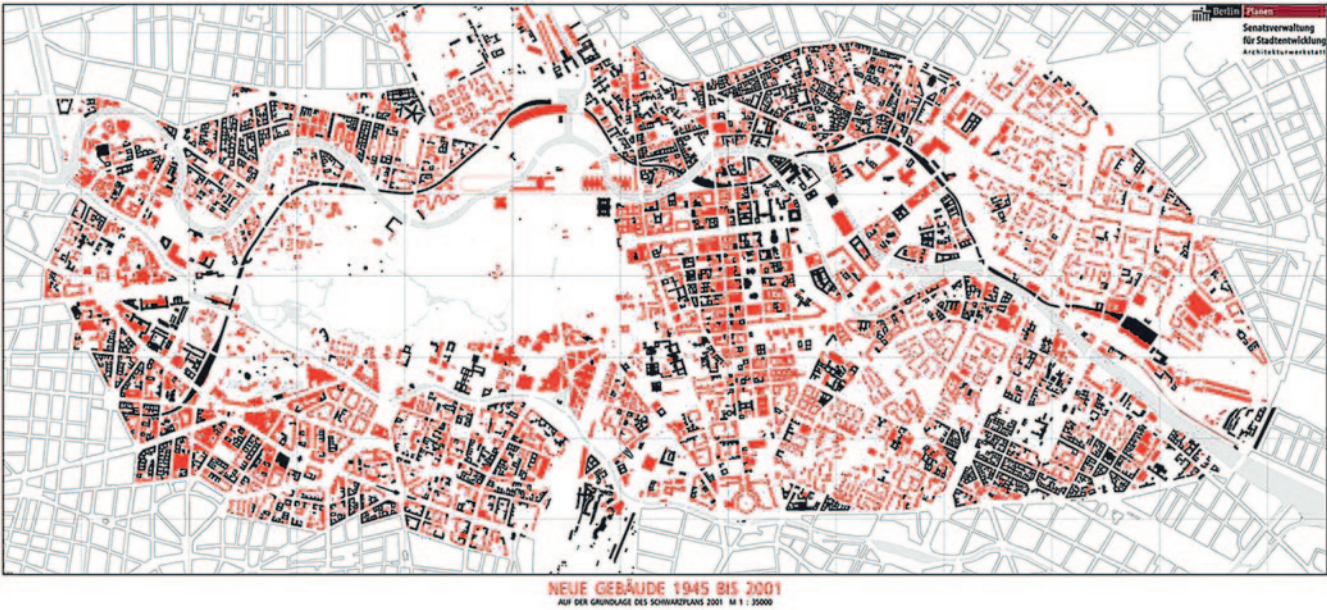 Berlin Planen
Senatsverwaltung
für Stadtentwicklung
Architekturwerkstatt
NEUE GEBÄUDE 1945 BIS 2001
AUF DER GRUNDLAGE DES SCHWARZPLANS 2001 M 1 : 35000